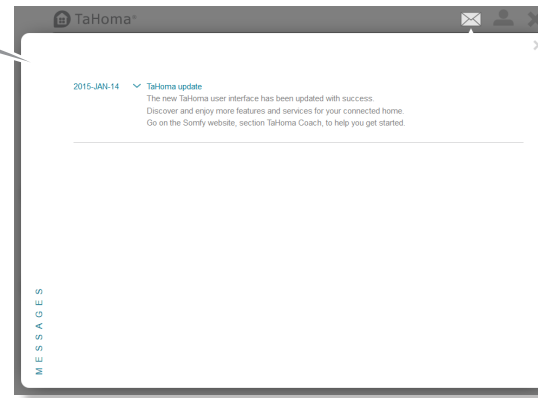 TaHoma®
2015-JAN-14 TaHoma update
The new TaHoma user interface has been updated with success.
Discover and enjoy more features and services for your connected home.
Go on the Somfy website, section TaHoma Coach, to help you get started.
MESSAGES